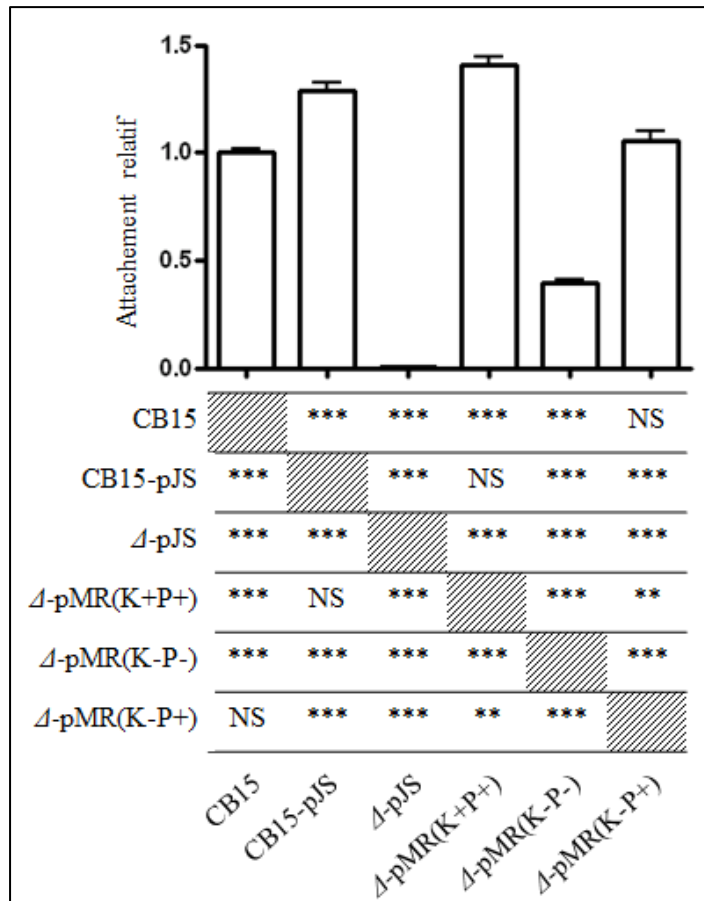 1.5
1.0
0.5
0.0
Attachement relatif
CB15 *** *** *** *** NS
CB15-pJS *** *** NS *** ***
Δ-pJS *** *** *** *** ***
Δ-pMR(K+P+) *** NS *** *** **
Δ-pMR(K-P-) *** *** *** *** ***
Δ-pMR(K-P+) NS *** *** ** ***
CB15
CB15-pJS
Δ-pJS
Δ-pMR(K+P+)
Δ-pMR(K-P-)
Δ-pMR(K-P+)